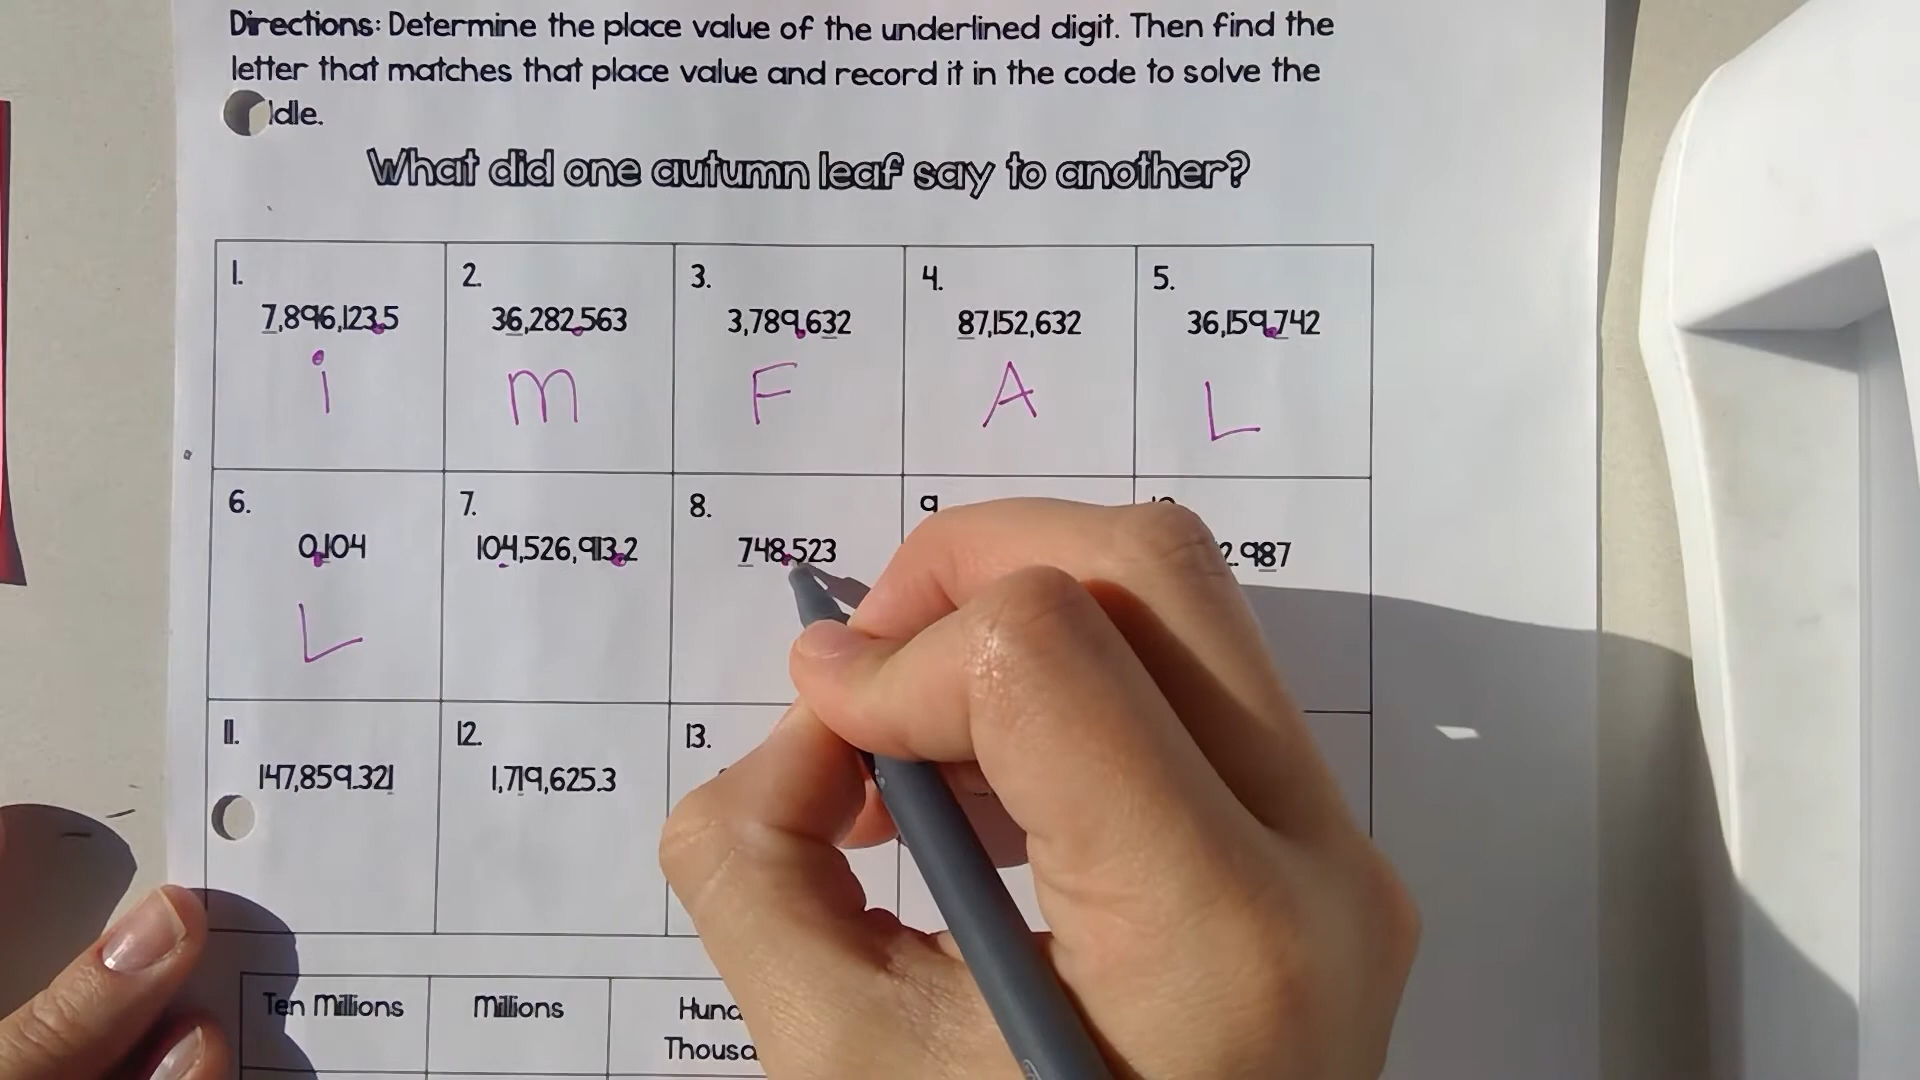 Directions: Determine the place value of the underlined digit. Then find the
letter that matches that place value and record it in the code to solve the
dle.
What did one autumn leaf say to another?
1.
7,896,123.5
i
2.
36,282.563
m
3.
3,789.632
F
4.
87,152,632
A
5.
36,159.742
L
6.
0.104
L
7.
104,526,913.2
8.
748.523
9
2.987
11.
147,859.321
12.
1,719,625.3
13.
Ten Millions
Millions